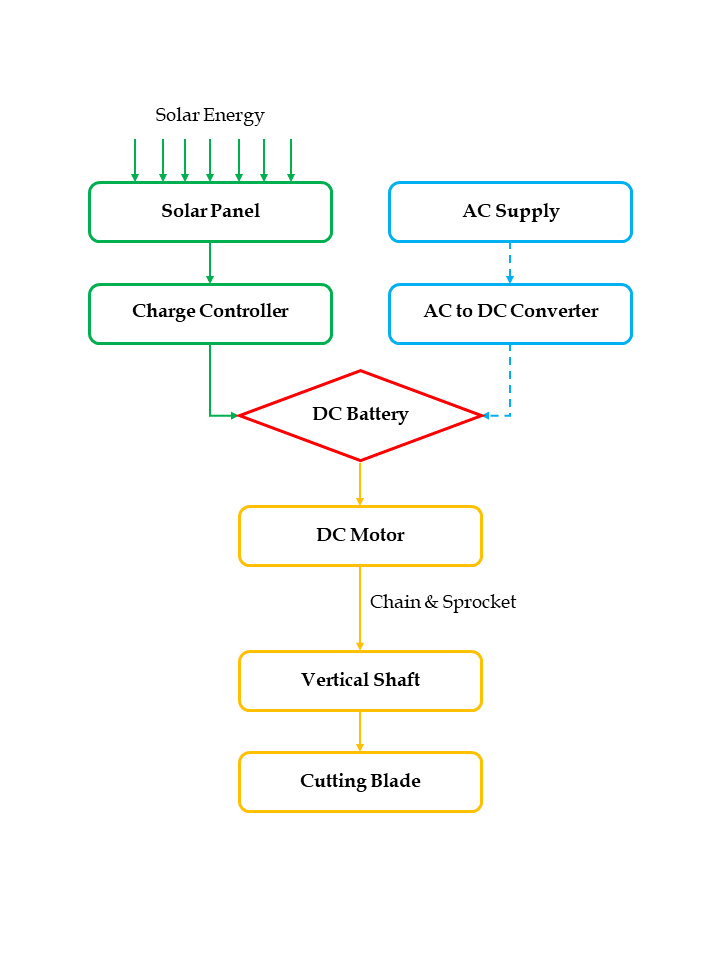 Solar Energy
Solar Panel
AC Supply
Charge Controller
AC to DC Converter
DC Battery
DC Motor
Chain & Sprocket
Vertical Shaft
Cutting Blade